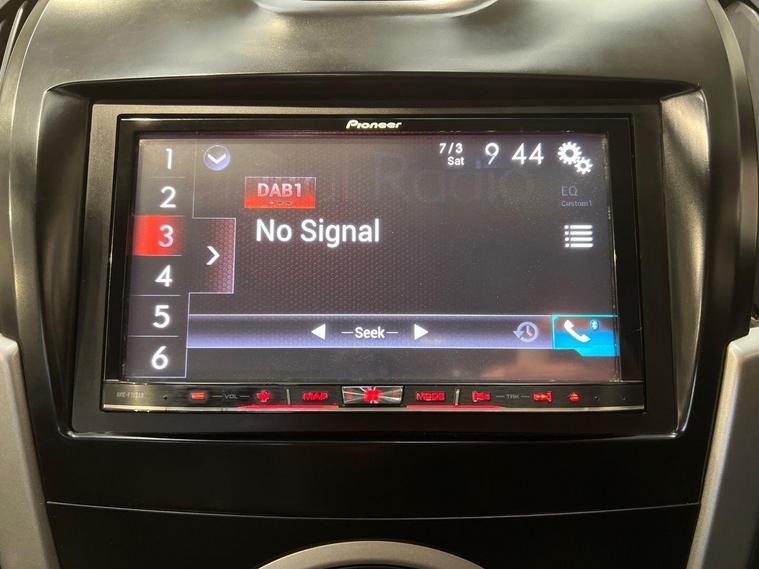 Pioneer
7/3
Sat
9 44
1
2
3
4
5
6
DAB1
No Signal
EQ
Custom1
Seek
VOL
MAP
MODE
TRK